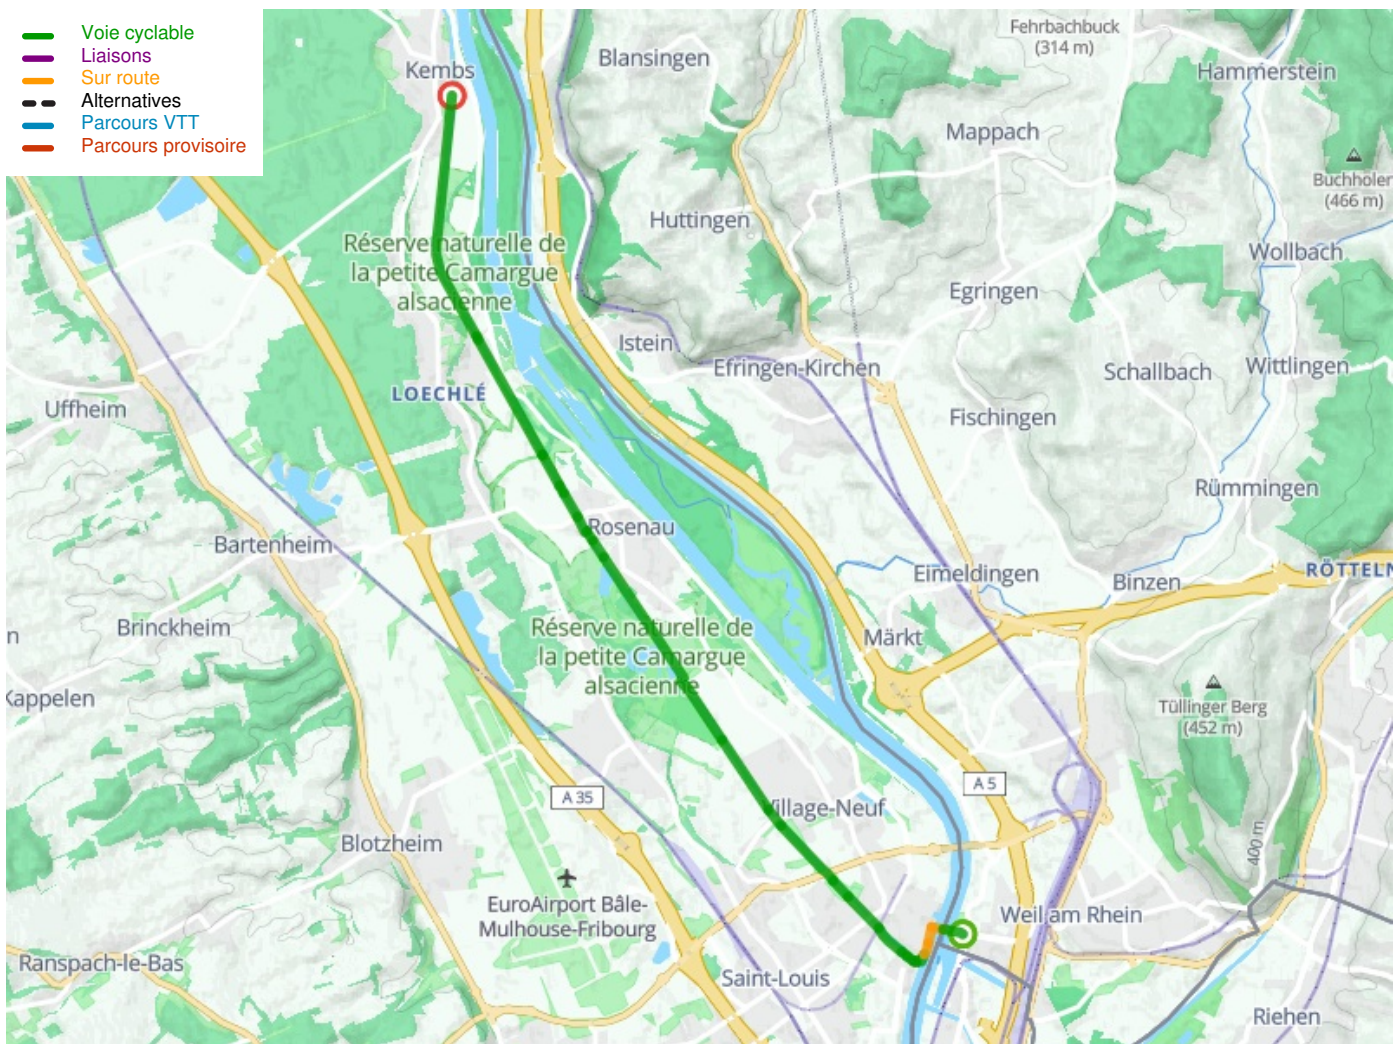 Voie cyclable
Liaisons
Sur route
Alternatives
Parcours VTT
Parcours provisoire
Fehrbachbuck
(314 m)
Blansingen
Kembs
Hammerstein
Mappach
Buchholer
(466 m)
Huttingen
Réserve naturelle de
la petite Camargue
alsacienne
Wollbach
Egringen
Istein
Efringen-Kirchen
Schallbach
Wittlingen
LOECHLÉ
Uffheim
Fischingen
Rümmingen
Rosenau
Bartenheim
Eimeldingen
Binzen
RÖTTELN
Brinckheim
n
Réserve naturelle de
la petite Camargue
alsacienne
Märkt
Kappelen
Tüllinger Berg
(452 m)
A 5
A 35
Village-Neuf
Blotzheim
400 m
EuroAirport Bâle-
Mulhouse-Fribourg
Weil am Rhein
Ranspach-le-Bas
Saint-Louis
Riehen